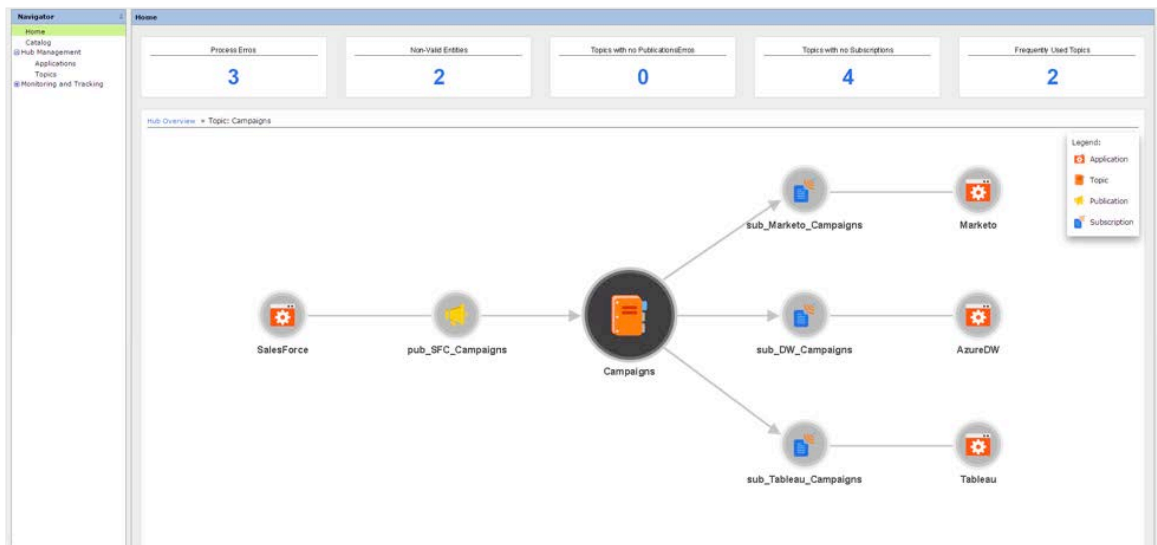 Navigator
Home
Home
Catalog
Hub Management
Applications
Topics
Monitoring and Tracking
Process Erros
3
Non-Valid Entities
2
Topics with no PublicationsErros
0
Topics with no Subscriptions
4
Frequently Used Topics
2
Hub Overview » Topic: Campaigns
Legend:
Application
Topic
Publication
Subscription
sub_Marketo_Campaigns
Marketo
SalesForce
pub_SFC_Campaigns
Campaigns
sub_DW_Campaigns
AzureDW
sub_Tableau_Campaigns
Tableau